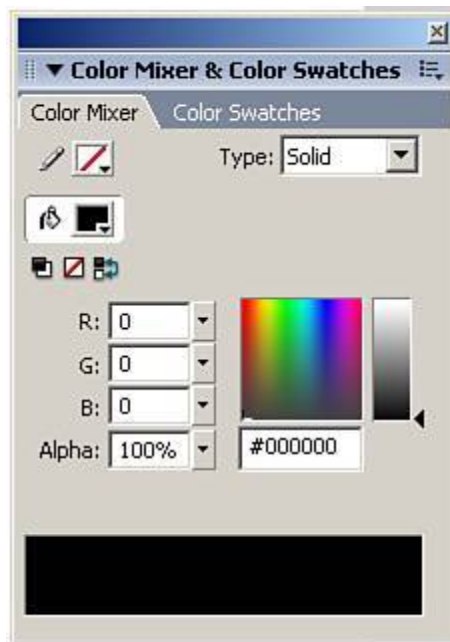 Color Mixer & Color Swatches
Color Mixer Color Swatches
Type: Solid
R: 0
G: 0
B: 0
Alpha: 100% #000000